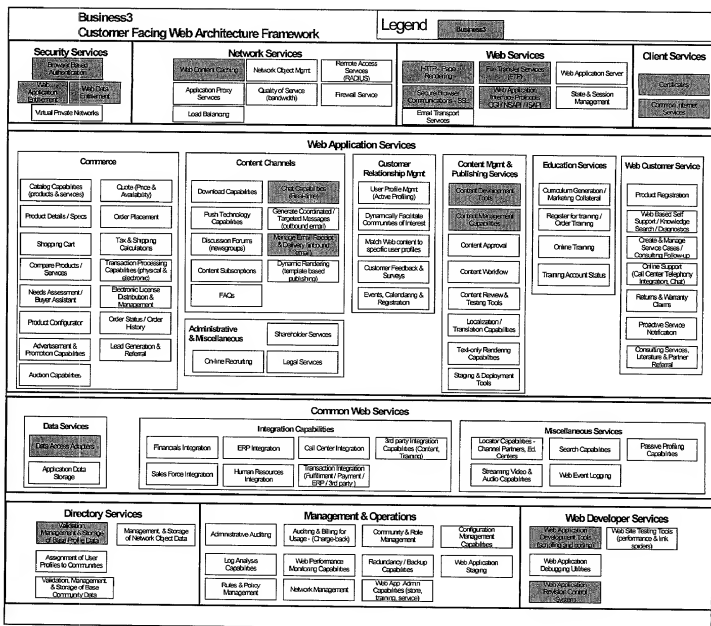 Business3
Customer Facing Web Architecture Framework
Legend
Business3
Security Services
Browser Based
Authentication
Web
Application
Entitlement
Web Data
Entitlement
Virtual Private Networks
Network Services
Web Content Caching
Network Object Mgmt
Remote Access
Services
(RADIUS)
Application Proxy
Services
Quality of Service
(bandwidth)
Firewall Service
Load Balancing
Web Services
HTTP - Page
Rendering
File Transfer Services
(FTP)
Web Application Server
Secure Browser
Communications - SSL
Web Application
Interface Protocols
CGI / NSAPI / ISAPI
State & Session
Management
Email Transport
Services
Client Services
Certificates
Common Internet
Services
Web Application Services
Commerce
Catalog Capabilities
(products & services)
Quote (Price &
Availability)
Product Details / Specs
Order Placement
Shopping Cart
Tax & Shipping
Calculations
Compare Products /
Services
Transaction Processing
Capabilities (physical &
electronic)
Needs Assessment /
Buyer Assistant
Electronic License
Distribution &
Management
Product Configurator
Order Status / Order
History
Advertisement &
Promotion Capabilities
Lead Generation &
Referral
Auction Capabilities
Content Channels
Download Capabilities
Chat Capabilities
(Real-time)
Push Technology
Capabilities
Generate Coordinated /
Targeted Messages
(outbound email)
Discussion Forums
(newsgroups)
Manage Email Receipt
& Delivery (inbound
email)
Content Subscriptions
Dynamic Rendering
(template based
publishing)
FAQs
Administrative
& Miscellaneous
Shareholder Services
On-line Recruiting
Legal Services
Customer
Relationship Mgmt
User Profile Mgmt
(Active Profiling)
Dynamically Facilitate
Communities of Interest
Match Web content to
specific user profiles
Customer Feedback &
Surveys
Events, Calendaring &
Registration
Content Mgmt &
Publishing Services
Content Development
Tools
Content Management
Capabilities
Content Approval
Content Workflow
Content Review &
Testing Tools
Localization /
Translation Capabilities
Text-only Rendering
Capabilities
Staging & Deployment
Tools
Education Services
Curriculum Generation /
Marketing Collateral
Register for training /
Order Training
Online Training
Training Account Status
Web Customer Service
Product Registration
Web Based Self
Support / Knowledge
Search / Diagnostics
Create & Manage
Service Cases /
Consulting Follow-up
Online Support
(Call Center Telephony
Integration, Chat)
Returns & Warranty
Claims
Proactive Service
Notification
Consulting Services,
Literature & Partner
Referral
Common Web Services
Data Services
Data Access Adapters
Application Data
Storage
Integration Capabilities
Financials Integration
ERP Integration
Call Center Integration
3rd party Integration
Capabilities (Content,
Training)
Sales Force Integration
Human Resources
Integration
Transaction Integration
(Fulfillment / Payment /
ERP / 3rd party )
Miscellaneous Services
Locator Capabilities -
Channel Partners, Ed.
Centers
Search Capabilities
Passive Profiling
Capabilities
Streaming Video &
Audio Capabilities
Web Event Logging
Directory Services
Validation,
Management & Storage
of Base Profile Data
Management, & Storage
of Network Object Data
Assignment of User
Profiles to Communities
Validation, Management,
& Storage of Base
Community Data
Management & Operations
Administrative Auditing
Auditing & Billing for
Usage - (Charge-back)
Community & Role
Management
Configuration
Management
Capabilities
Log Analysis
Capabilities
Web Performance
Monitoring Capabilities
Redundancy / Backup
Capabilities
Web Application
Staging
Rules & Policy
Management
Network Management
Web App. Admin
Capabilities (store,
training, service)
Web Developer Services
Web Application
Development Tools
(scripting and coding)
Web Site Testing Tools
(performance & link
spiders)
Web Application
Debugging Utilities
Web Application
Revision Control
System